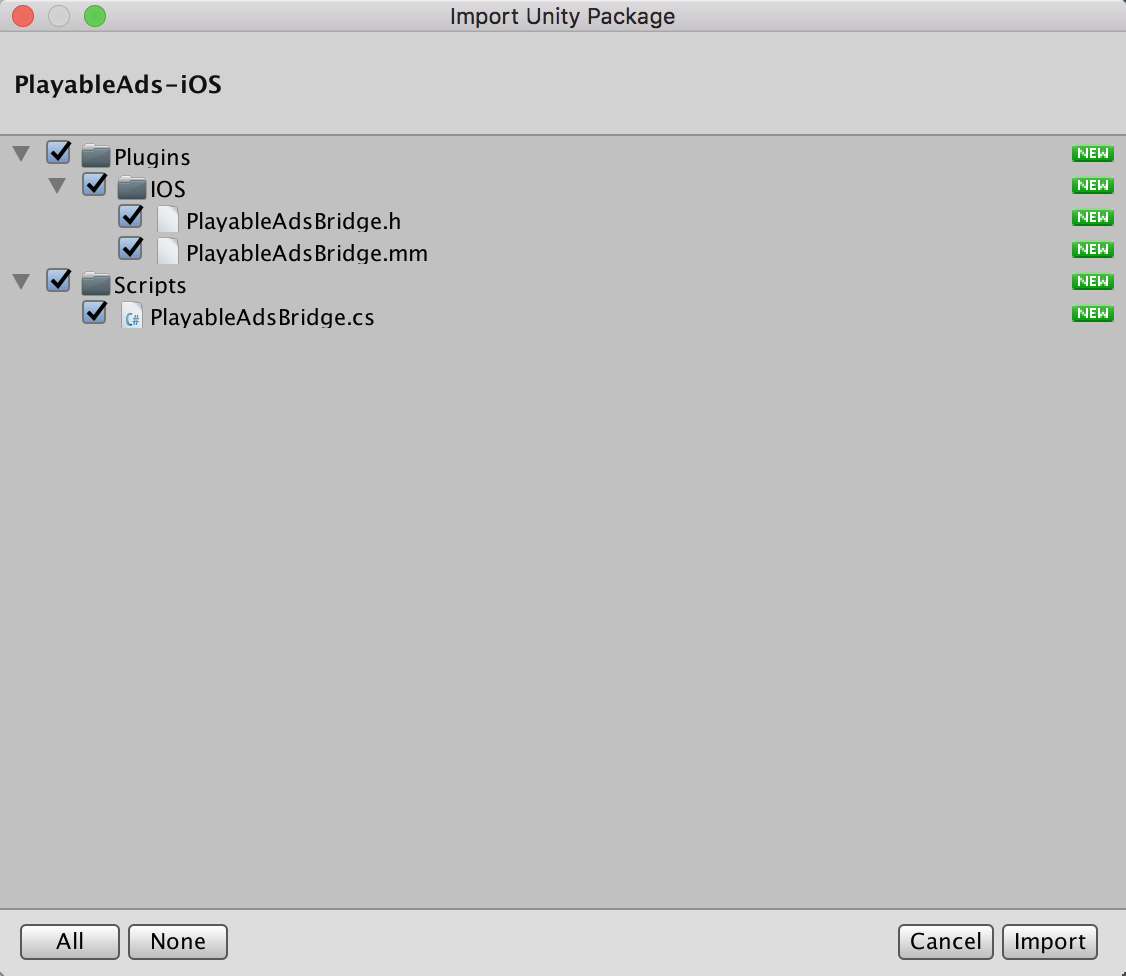 Import Unity Package
PlayableAds-iOS
Plugins NEW
IOS NEW
PlayableAdsBridge.h NEW
PlayableAdsBridge.mm NEW
Scripts NEW
C# PlayableAdsBridge.cs NEW
All None Cancel Import